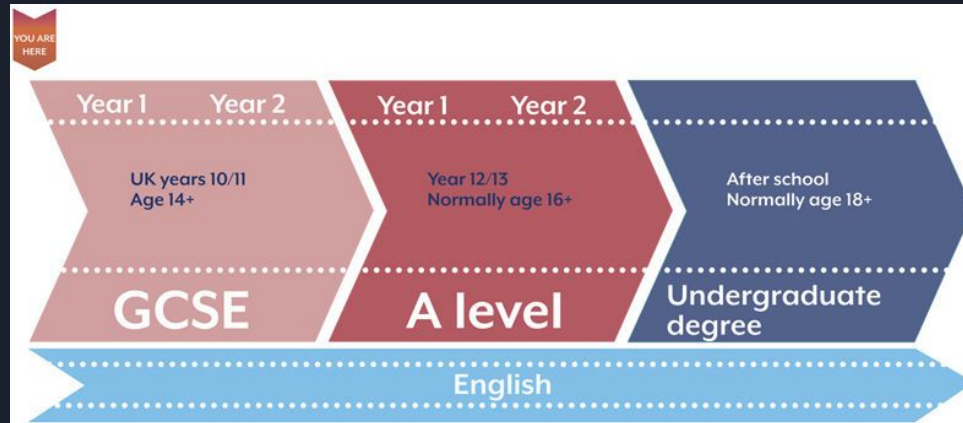 YOU ARE
HERE
Year 1 Year 2
UK years 10/11
Age 14+
GCSE
Year 1 Year 2
Year 12/13
Normally age 16+
A level
After school
Normally age 18+
Undergraduate
degree
English